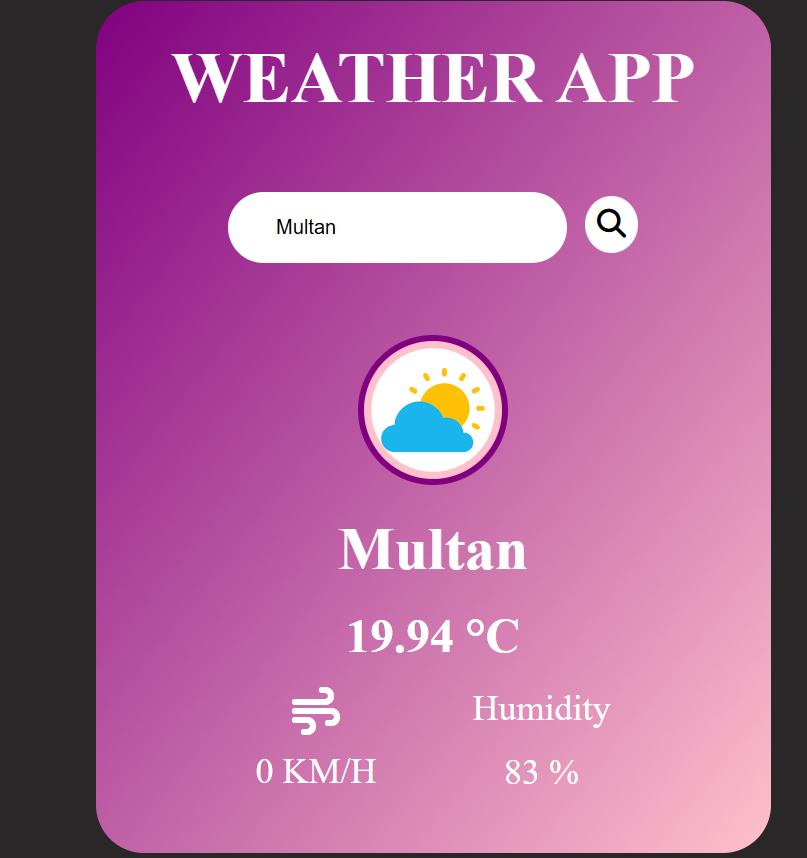 WEATHER APP
Multan
Multan
19.94 °C
Humidity
0 KM/H 83 %